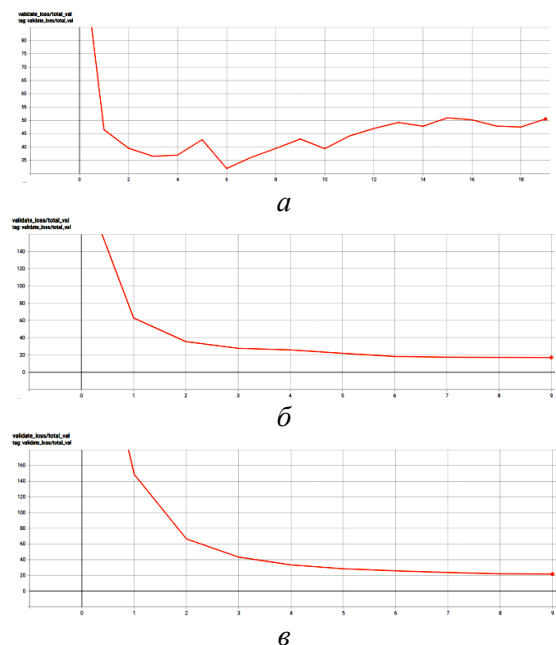 validate_loss/total_val
tag: validate_loss/total_val
80
75
70
65
60
55
50
45
40
35
0 2 4 6 8 10 12 14 16 18
а
validate_loss/total_val
tag: validate_loss/total_val
140
120
100
80
60
40
20
0
0 1 2 3 4 5 6 7 8 9
б
validate_loss/total_val
tag: validate_loss/total_val
160
140
120
100
80
60
40
20
0
0 1 2 3 4 5 6 7 8 9
в